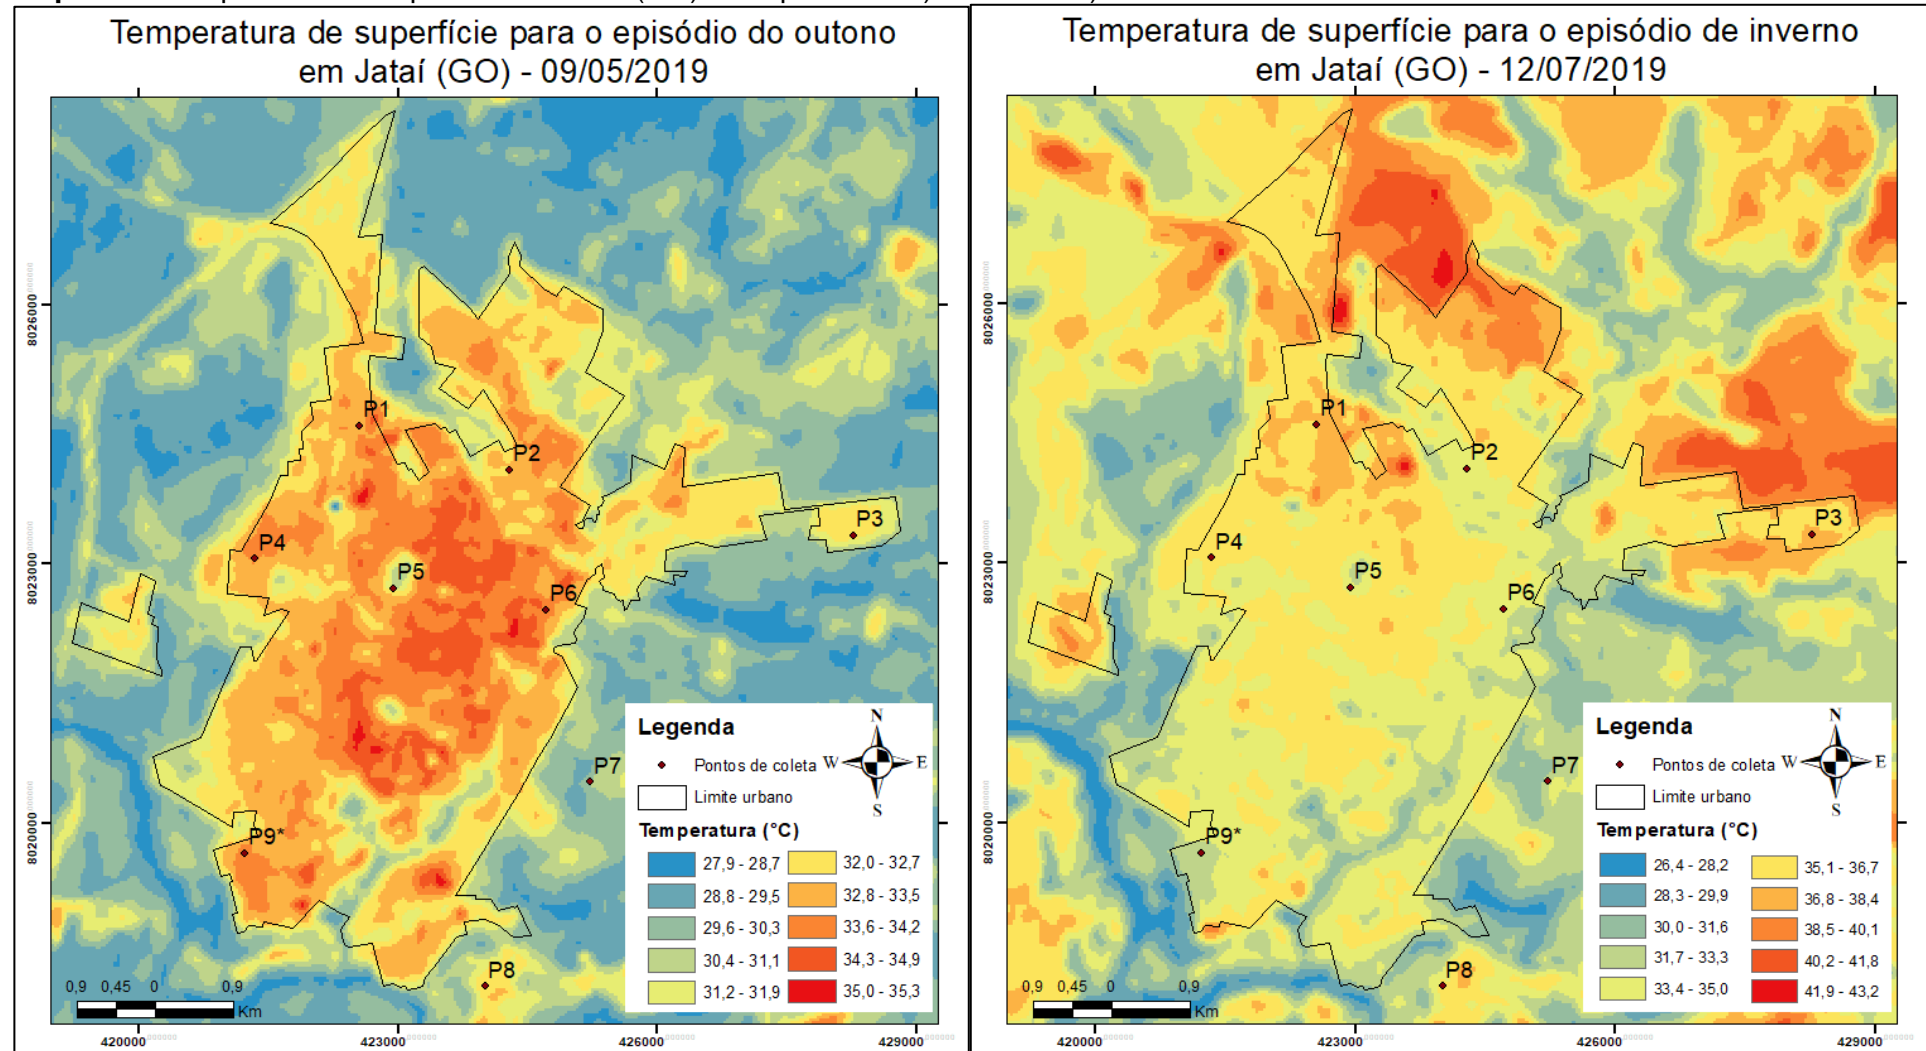 Temperatura de superfície para o episódio do outono
em Jataí (GO) - 09/05/2019
8026000
8023000
8020000
420000
423000
426000
429000
P1
P2
P3
P4
P5
P6
P7
P8
P9*
Legenda
Pontos de coleta
Limite urbano
N
W
E
S
Temperatura (°C)
27,9 - 28,7
28,8 - 29,5
29,6 - 30,3
30,4 - 31,1
31,2 - 31,9
32,0 - 32,7
32,8 - 33,5
33,6 - 34,2
34,3 - 34,9
35,0 - 35,3
0,9 0,45 0 0,9
Km
Temperatura de superfície para o episódio de inverno
em Jataí (GO) - 12/07/2019
8026000
8023000
8020000
420000
423000
426000
429000
P1
P2
P3
P4
P5
P6
P7
P8
P9*
Legenda
Pontos de coleta
Limite urbano
N
W
E
S
Temperatura (°C)
26,4 - 28,2
28,3 - 29,9
30,0 - 31,6
31,7 - 33,3
33,4 - 35,0
35,1 - 36,7
36,8 - 38,4
38,5 - 40,1
40,2 - 41,8
41,9 - 43,2
0,9 0,45 0 0,9
Km